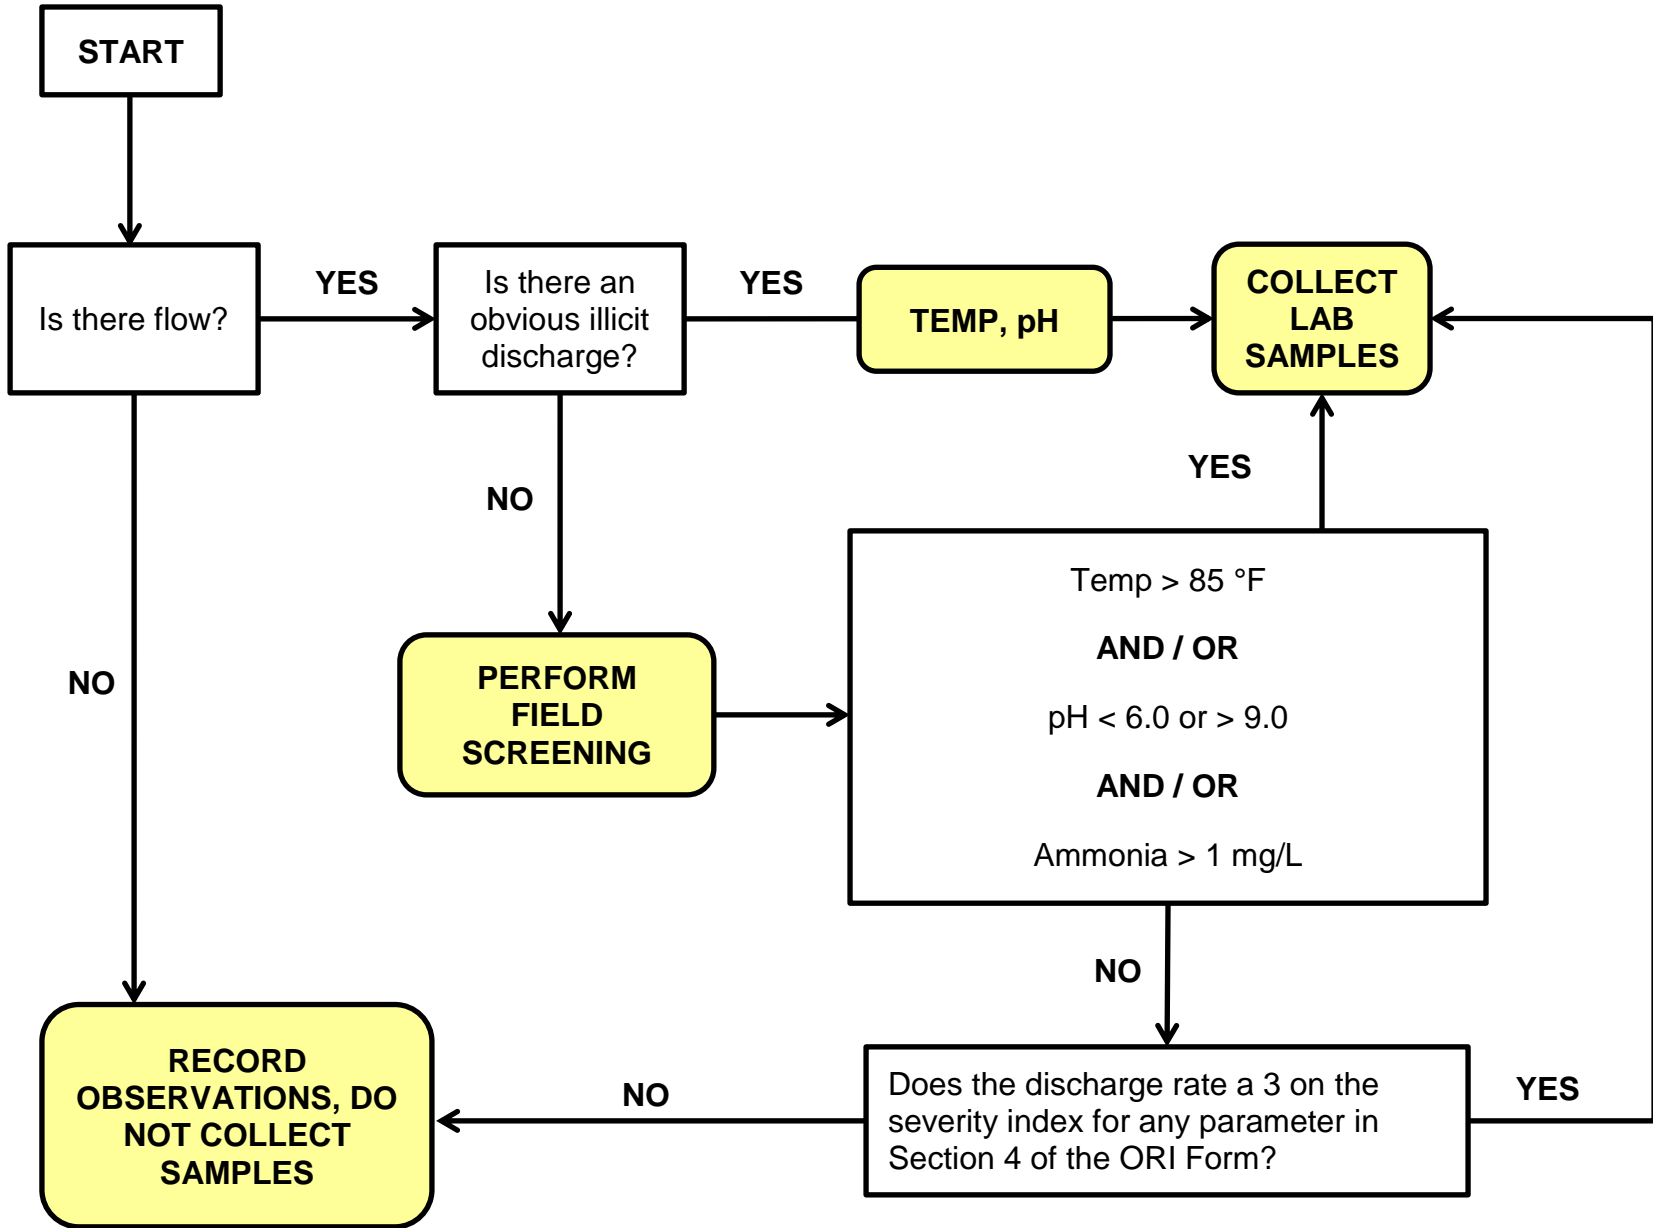 START
Is there flow?
YES
Is there an
obvious illicit
discharge?
YES
TEMP, pH
COLLECT
LAB
SAMPLES
YES
NO
NO
PERFORM
FIELD
SCREENING
Temp > 85 °F
AND / OR
pH < 6.0 or > 9.0
AND / OR
Ammonia > 1 mg/L
NO
Does the discharge rate a 3 on the
severity index for any parameter in
Section 4 of the ORI Form?
YES
NO
RECORD
OBSERVATIONS, DO
NOT COLLECT
SAMPLES